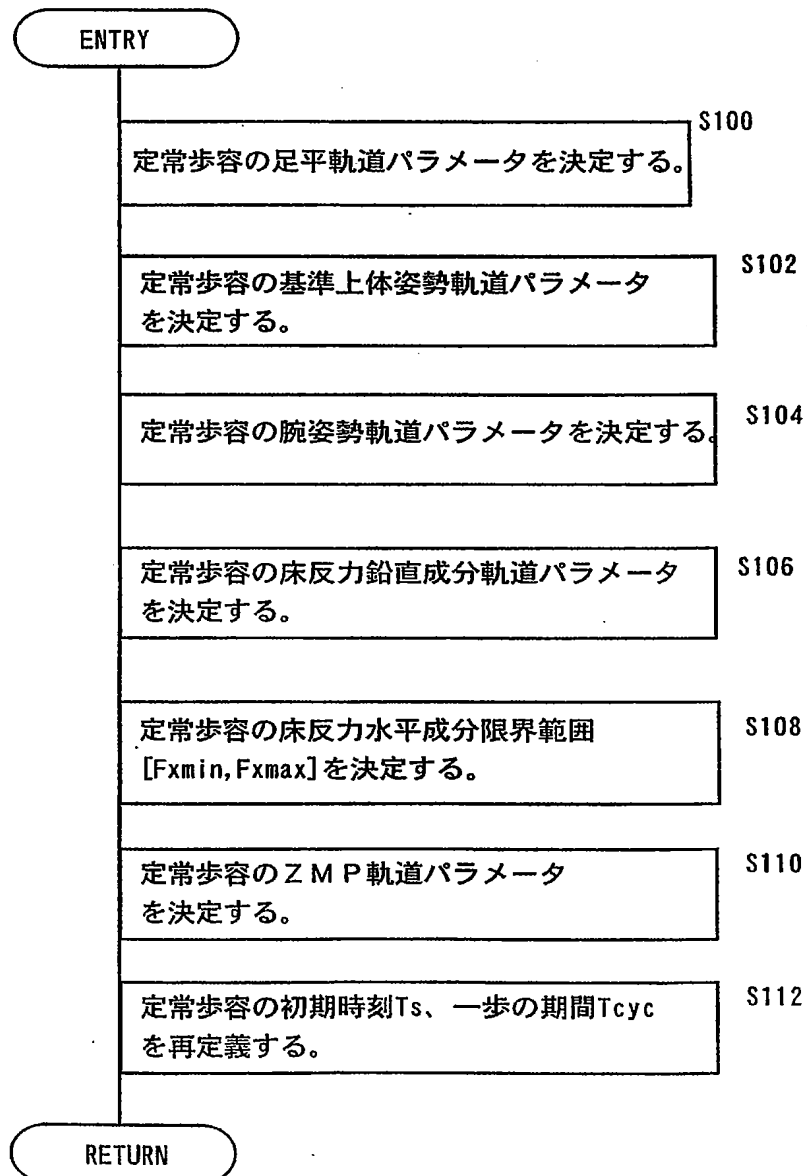 ENTRY
S100
定常歩容の足平軌道パラメータを決定する。
S102
定常歩容の基準上体姿勢軌道パラメータ
を決定する。
S104
定常歩容の腕姿勢軌道パラメータを決定する。
S106
定常歩容の床反力鉛直成分軌道パラメータ
を決定する。
S108
定常歩容の床反力水平成分限界範囲
[Fxmin,Fxmax]を決定する。
S110
定常歩容のＺＭＰ軌道パラメータ
を決定する。
S112
定常歩容の初期時刻Ts、一歩の期間Tcyc
を再定義する。
RETURN